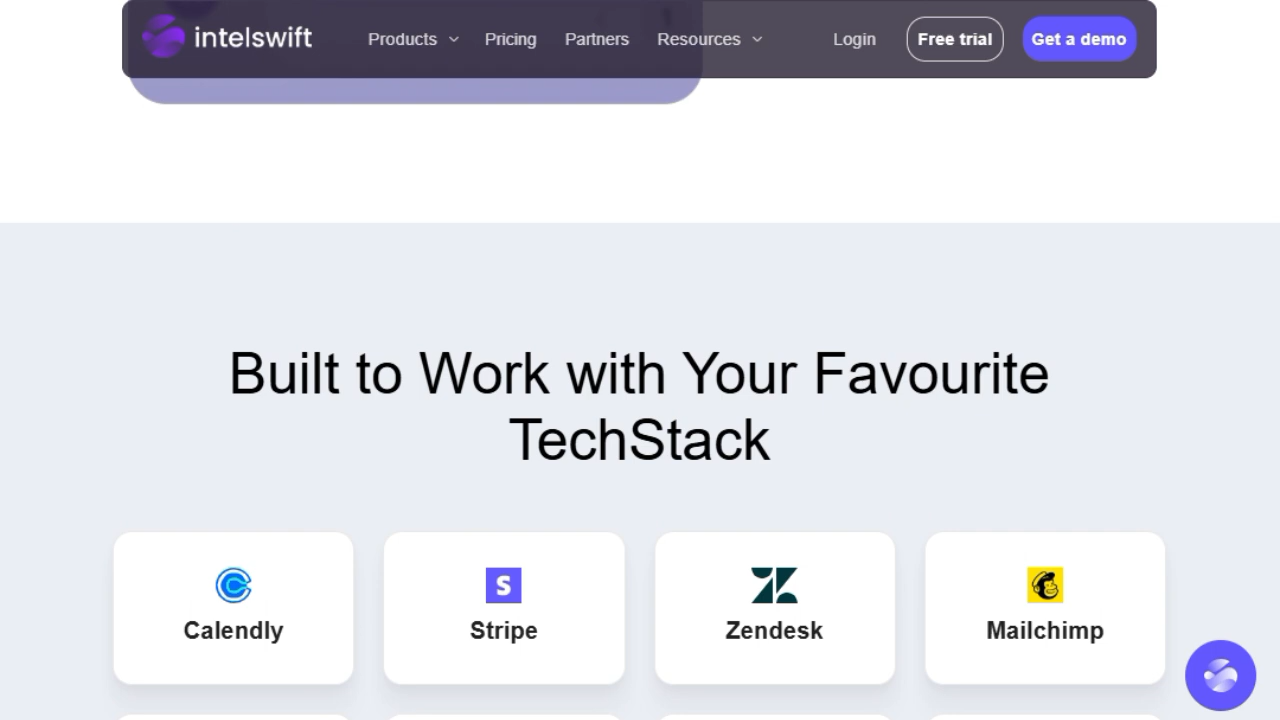 intelswift
Products
Pricing
Partners
Resources
Login
Free trial
Get a demo
Built to Work with Your Favourite
TechStack
Calendly
Stripe
Zendesk
Mailchimp